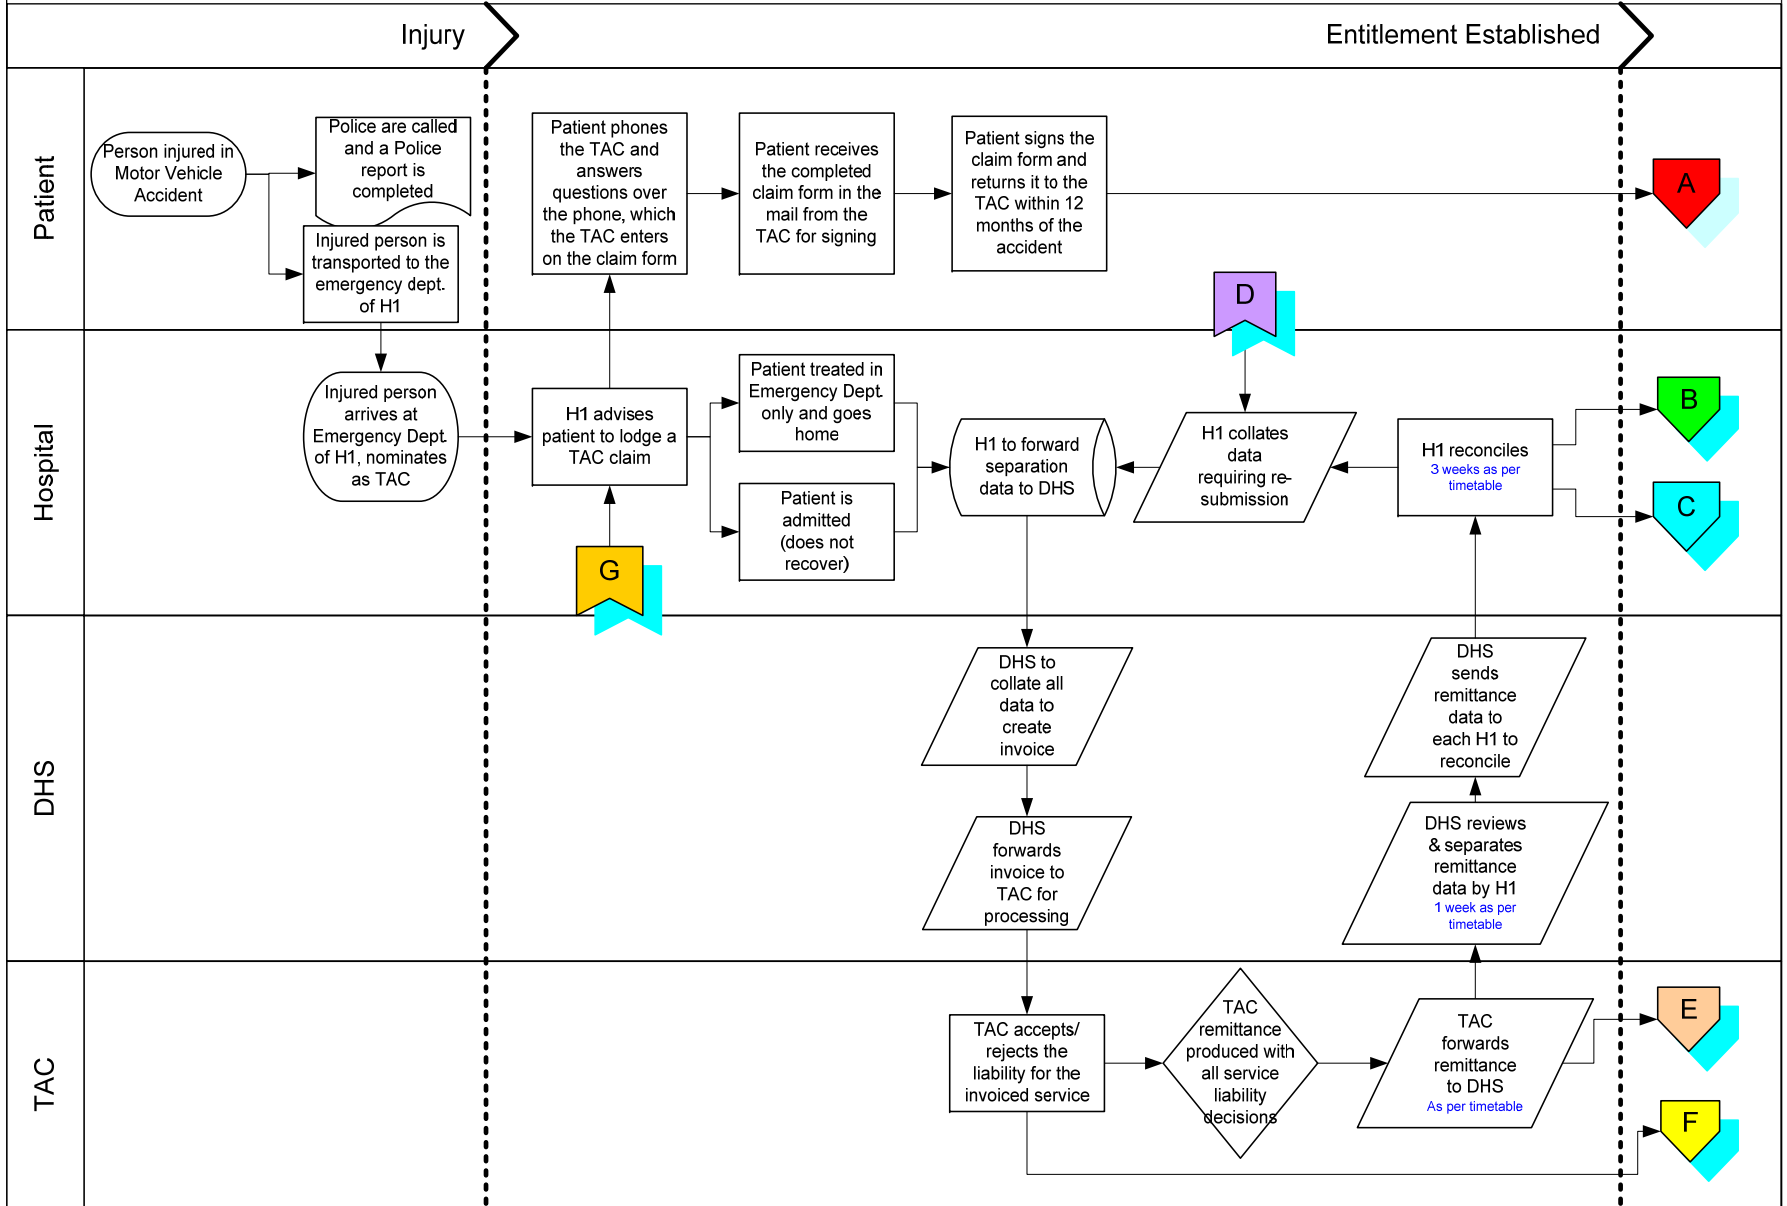 Injury
Entitlement Established
Patient
Person injured in
Motor Vehicle
Accident
Police are called
and a Police
report is
completed
Injured person is
transported to the
emergency dept.
of H1
Patient phones
the TAC and
answers
questions over
the phone, which
the TAC enters
on the claim form
Patient receives
the completed
claim form in the
mail from the
TAC for signing
Patient signs the
claim form and
returns it to the
TAC within 12
months of the
accident
A
D
Hospital
Injured person
arrives at
Emergency Dept.
of H1, nominates
as TAC
H1 advises
patient to lodge a
TAC claim
G
Patient treated in
Emergency Dept.
only and goes
home
Patient is
admitted
(does not
recover)
H1 to forward
separation
data to DHS
H1 collates
data
requiring re-
submission
H1 reconciles
3 weeks as per
timetable
B
C
DHS
DHS to
collate all
data to
create
invoice
DHS
forwards
invoice to
TAC for
processing
DHS
sends
remittance
data to
each H1 to
reconcile
DHS reviews
& separates
remittance
data by H1
1 week as per
timetable
TAC
TAC accepts/
rejects the
liability for the
invoiced service
TAC
remittance
produced with
all service
liability
decisions
TAC
forwards
remittance
to DHS
As per timetable
E
F